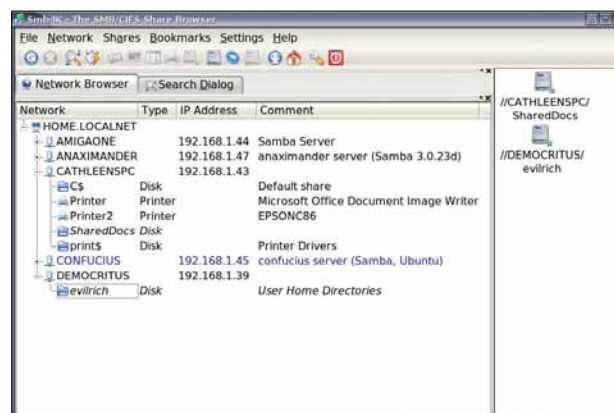 Smb4K - The SMB/CIFS Share Browser
File Network Shares Bookmarks Settings Help
Network Browser Search Dialog
Network Type IP Address Comment
HOME.LOCALNET
AMIGAONE 192.168.1.44 Samba Server
ANAXIMANDER 192.168.1.47 anaximander server (Samba 3.0.23d)
CATHLEENSPC 192.168.1.43
C$ Disk Default share
Printer Printer Microsoft Office Document Image Writer
Printer2 Printer EPSONC86
SharedDocs Disk
print$ Disk Printer Drivers
CONFUCIUS 192.168.1.45 confucius server (Samba, Ubuntu)
DEMOCRITUS 192.168.1.39
evilrich Disk User Home Directories
//CATHLEENSPC/
SharedDocs
//DEMOCRITUS/
evilrich